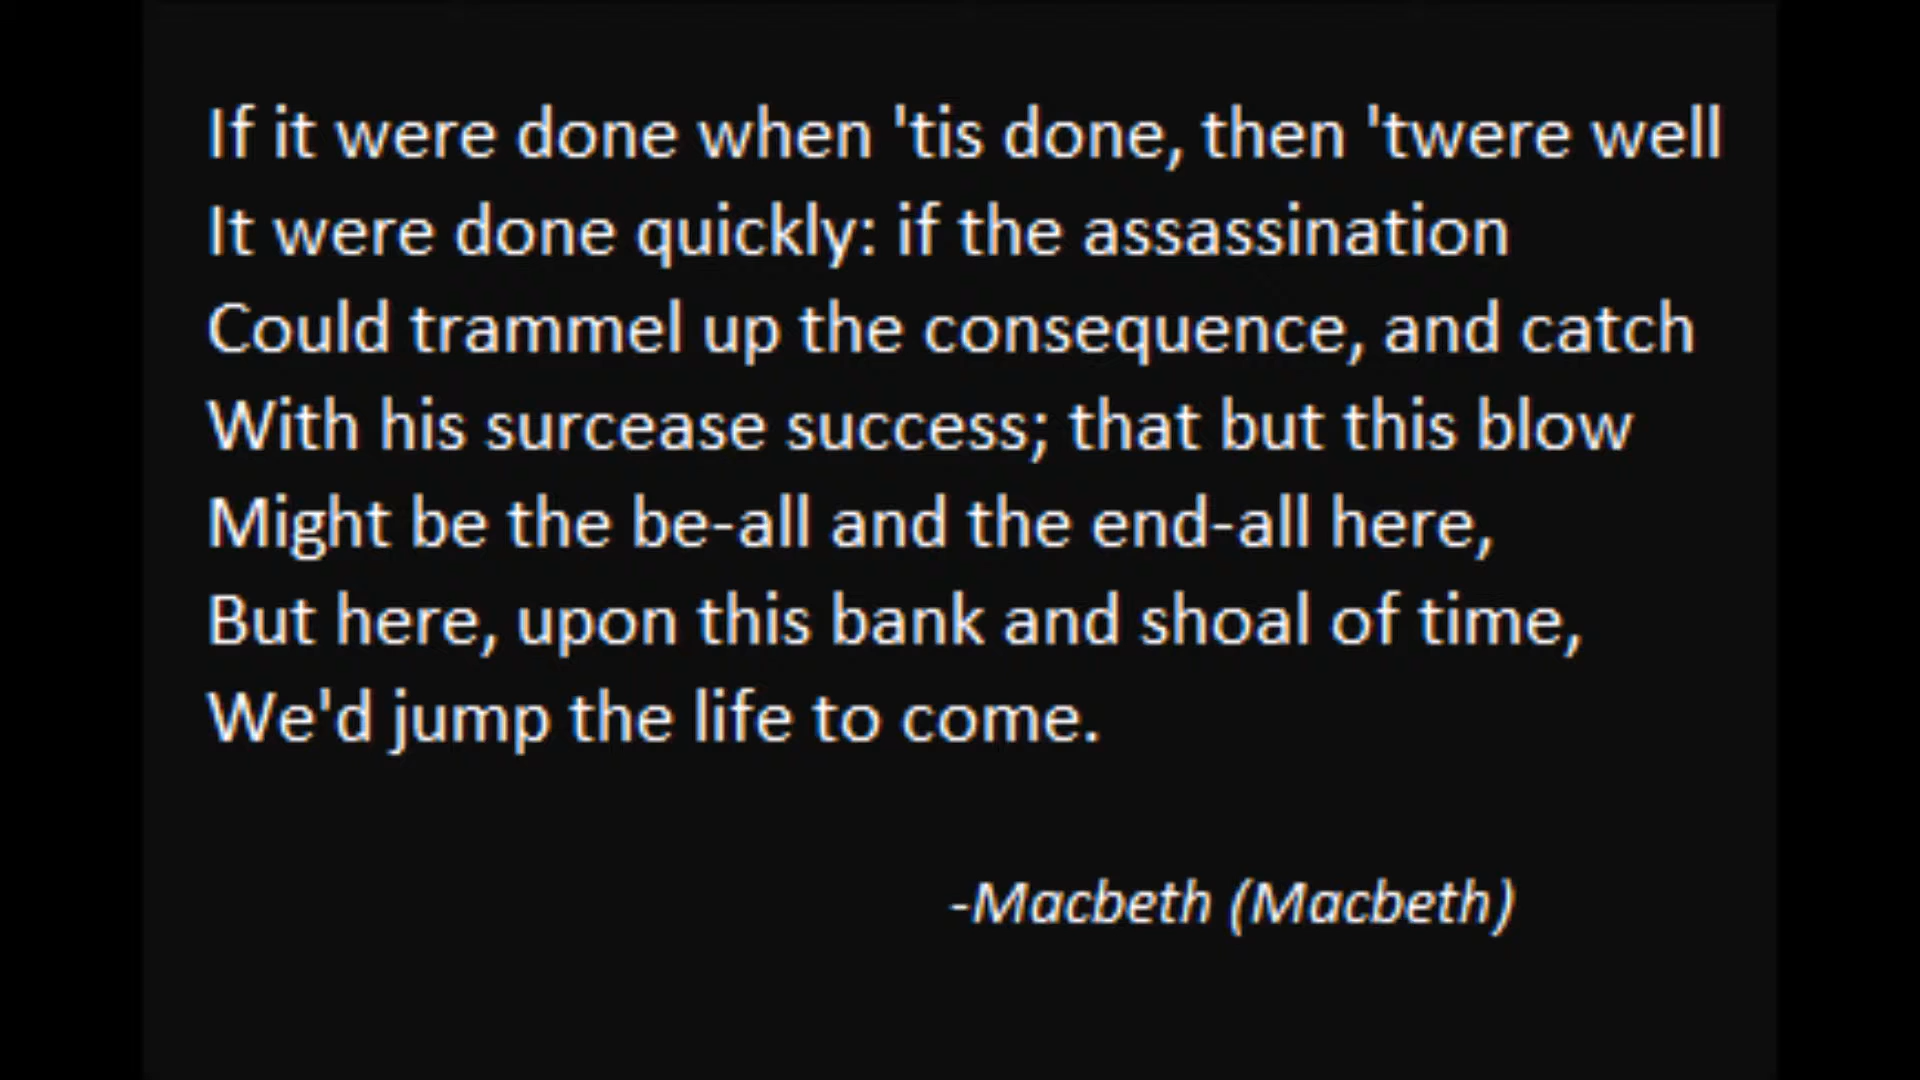 If it were done when 'tis done, then 'twere well
It were done quickly: if the assassination
Could trammel up the consequence, and catch
With his surcease success; that but this blow
Might be the be-all and the end-all here,
But here, upon this bank and shoal of time,
We'd jump the life to come.
-Macbeth (Macbeth)